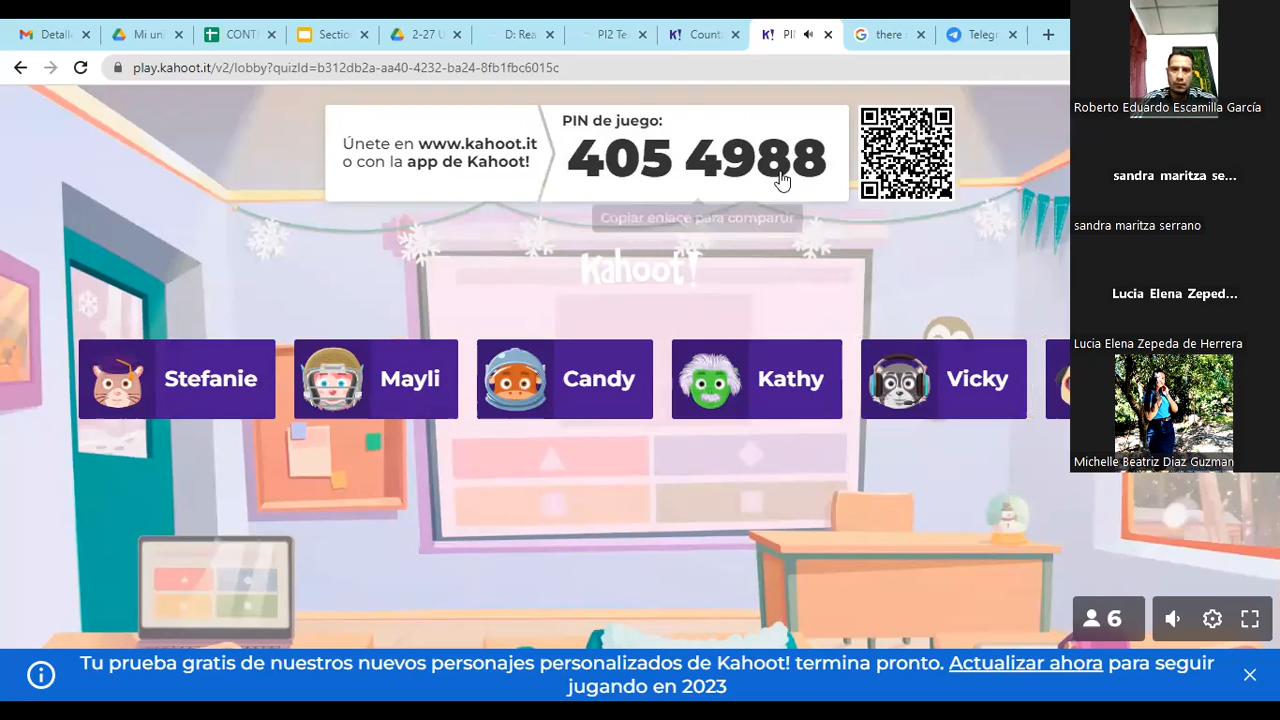 Detall
Mi uni
CONT
Section
2-27 U
D: Rea
PI2 Te
K! Count
K! PI
there
Telegr
play.kahoot.it/v2/lobby?quizId=b312db2a-aa40-4232-ba24-8fb1fbc6015c
Únete en www.kahoot.it
o con la app de Kahoot!
PIN de juego:
405 4988
Copiar enlace para compartir
Kahoot!
Stefanie
Mayli
Candy
Kathy
Vicky
Roberto Eduardo Escamilla García
sandra maritza se...
sandra maritza serrano
Lucia Elena Zeped...
Lucia Elena Zepeda de Herrera
Michelle Beatriz Diaz Guzman
6
Tu prueba gratis de nuestros nuevos personajes personalizados de Kahoot! termina pronto. Actualizar ahora para seguir
jugando en 2023